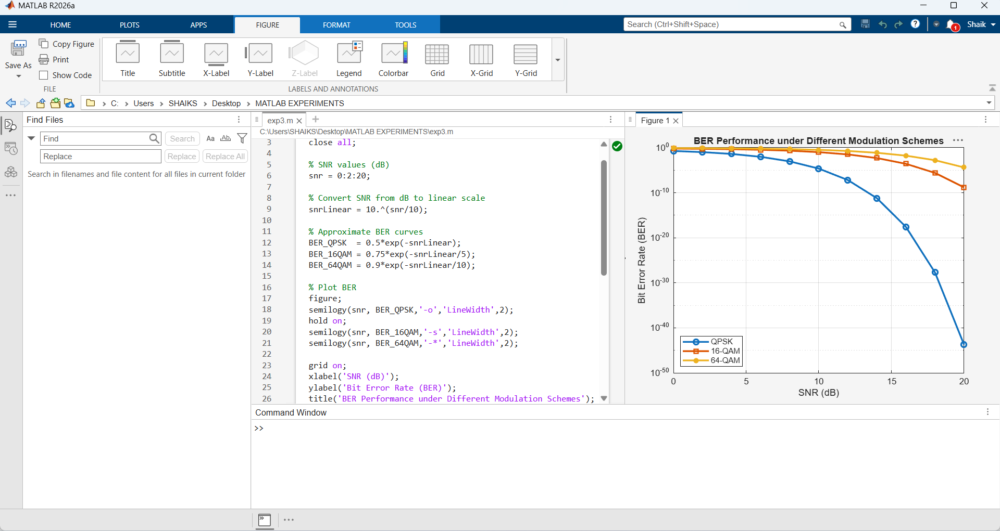 MATLAB R2026a
HOME PLOTS APPS FIGURE FORMAT TOOLS Search (Ctrl+Shift+Space) ? 1 Shaik
Save As
Copy Figure
Print
Show Code
FILE
Title Subtitle X-Label Y-Label Z-Label Legend Colorbar Grid X-Grid Y-Grid
LABELS AND ANNOTATIONS
C: › Users › SHAIKS › Desktop › MATLAB EXPERIMENTS
Find Files
Find Search Aa Ab,
Replace Replace Replace All
Search in filenames and file content for all files in current folder
exp3.m
C:\Users\SHAIKS\Desktop\MATLAB EXPERIMENTS\exp3.m
3 close all;
4
5 % SNR values (dB)
6 snr = 0:2:20;
7
8 % Convert SNR from dB to linear scale
9 snrLinear = 10.^(snr/10);
10
11 % Approximate BER curves
12 BER_QPSK  = 0.5*exp(-snrLinear);
13 BER_16QAM = 0.75*exp(-snrLinear/5);
14 BER_64QAM = 0.9*exp(-snrLinear/10);
15
16 % Plot BER
17 figure;
18 semilogy(snr, BER_QPSK,'-o','LineWidth',2);
19 hold on;
20 semilogy(snr, BER_16QAM,'-s','LineWidth',2);
21 semilogy(snr, BER_64QAM,'-*','LineWidth',2);
22
23 grid on;
24 xlabel('SNR (dB)');
25 ylabel('Bit Error Rate (BER)');
26 title('BER Performance under Different Modulation Schemes');
Figure 1
BER Performance under Different Modulation Schemes
10^0
10^-10
10^-20
10^-30
10^-40
10^-50
Bit Error Rate (BER)
QPSK
16-QAM
64-QAM
0 5 10 15 20
SNR (dB)
Command Window
>>